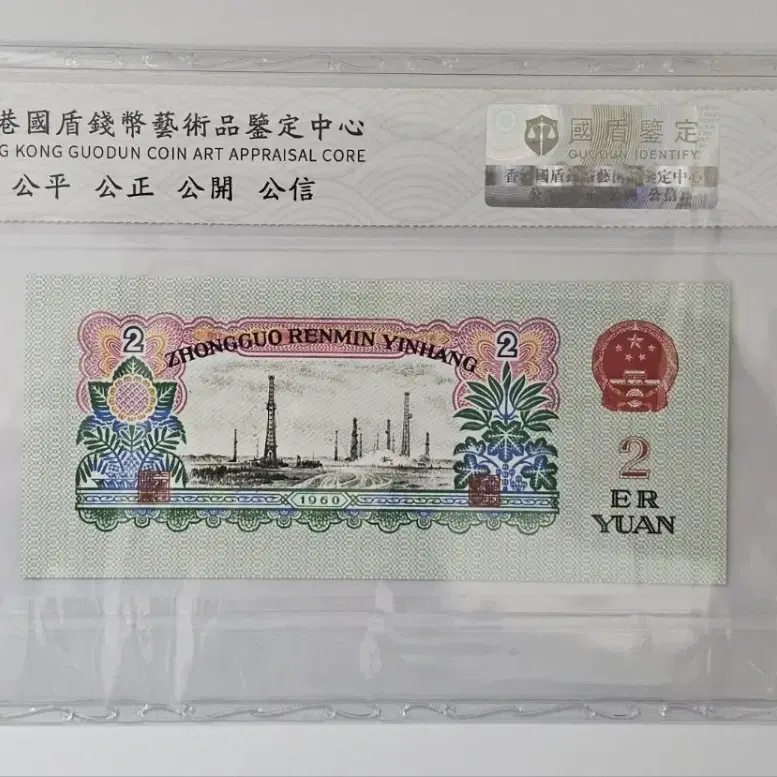 港國盾錢幣藝術品鑒定中心
G KONG GUODUN COIN ART APPRAISAL CORE
公平 公正 公開 公信
國盾鑒定
GUODUN IDENTIFY
2
ZHONGGUO RENMIN YINHANG
2
1960
2
ER
YUAN